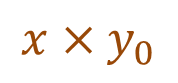 x × y₀